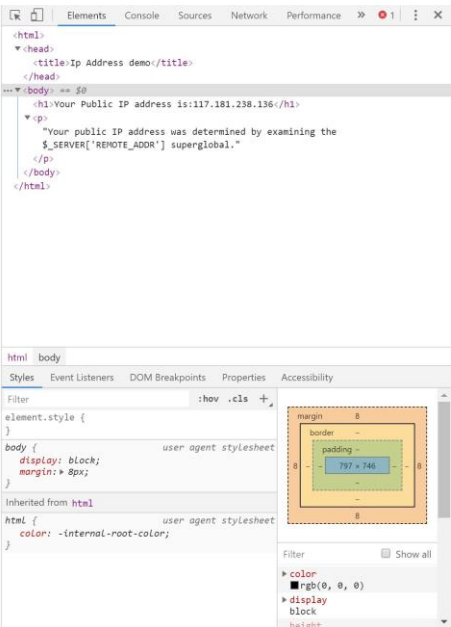 Elements Console Sources Network Performance » 1
<html>
▼<head>
<title>Ip Address demo</title>
</head>
... ▼<body> == $0
<h1>Your Public IP address is:117.181.238.136</h1>
▼<p>
"Your public IP address was determined by examining the
$_SERVER['REMOTE_ADDR'] superglobal."
</p>
</body>
</html>
html body
Styles Event Listeners DOM Breakpoints Properties Accessibility
Filter :hov .cls +
element.style {
}
body { user agent stylesheet
display: block;
margin:▶ 8px;
}
Inherited from html
html { user agent stylesheet
color: -internal-root-color;
}
margin 8
border –
padding –
8 – – 797 × 746 – – 8
–
–
8
Filter Show all
▶ color
rgb(0, 0, 0)
▶ display
block
height